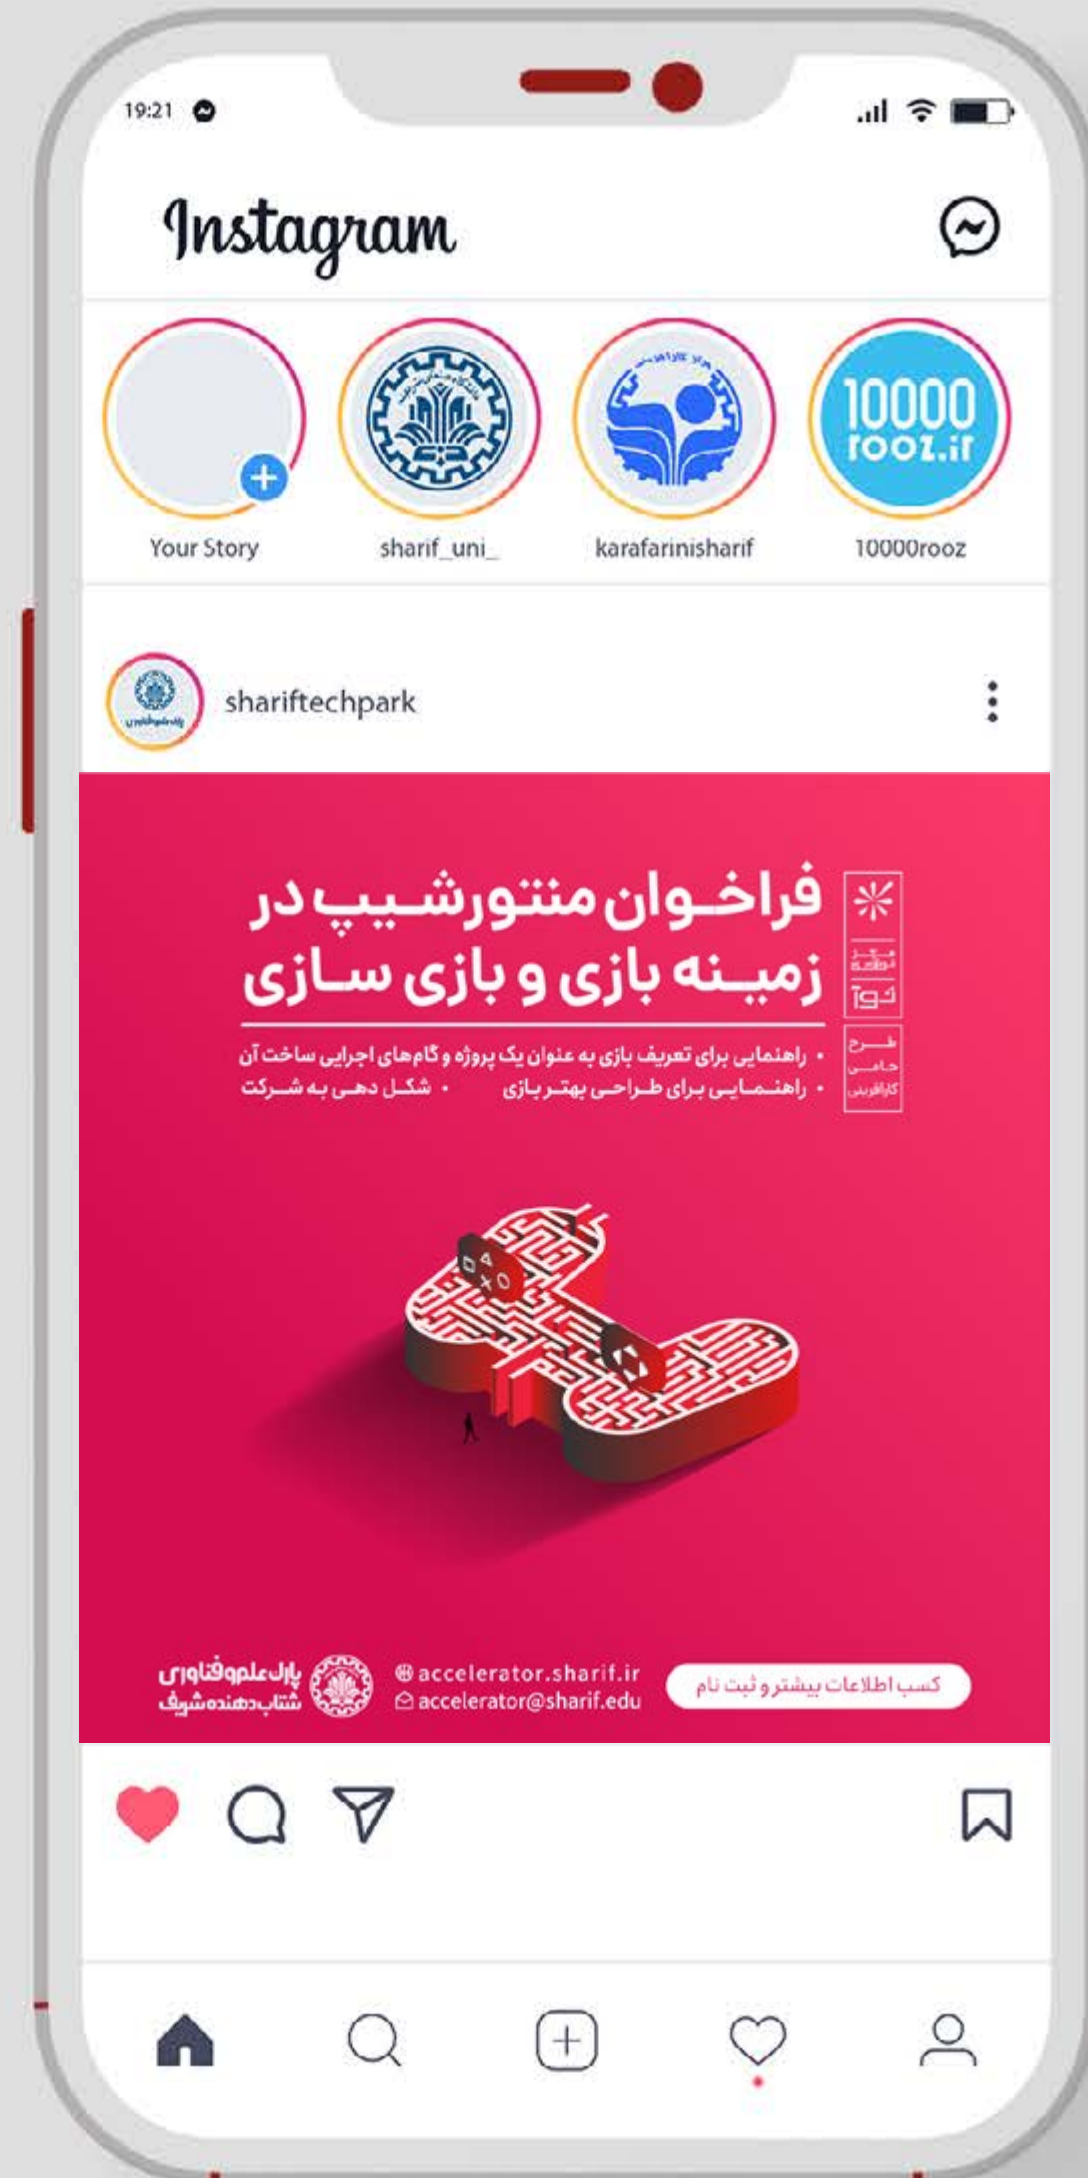 19:21
Instagram
10000
rooz.ir
Your Story
sharif_uni_
karafarinisharif
10000rooz
shariftechpark
فراخوان منتورشیپ در
زمینه بازی و بازی سازی
مرکز
نوآوری
نوآ
طرح
حامی
کارآفرینی
• راهنمایی برای تعریف بازی به عنوان یک پروژه و گام‌های اجرایی ساخت آن
• راهنمایی برای طراحی بهتر بازی • شکل دهی به شرکت
کسب اطلاعات بیشتر و ثبت نام
accelerator.sharif.ir
accelerator@sharif.edu
پارک علم و فناوری
شتاب دهنده شریف